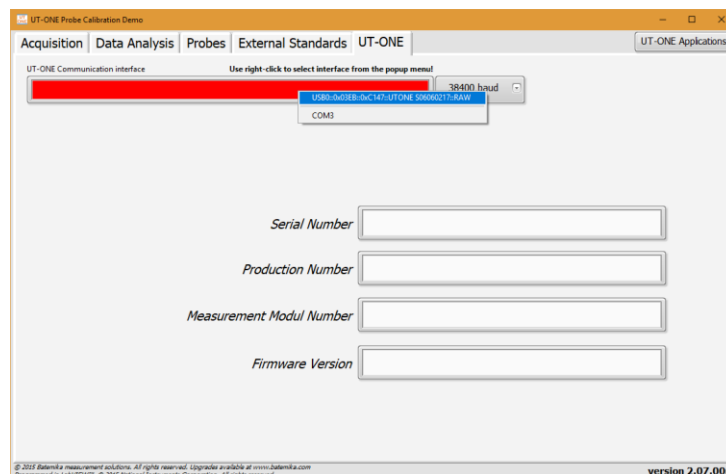 UT-ONE Probe Calibration Demo
Acquisition Data Analysis Probes External Standards UT-ONE UT-ONE Applications
UT-ONE Communication interface Use right-click to select interface from the popup menu!
38400 baud
USB0::0x03EB::0xC147::UTONE S06060217::RAW
COM3
Serial Number
Production Number
Measurement Modul Number
Firmware Version
© 2015 Batemika measurement solutions. All rights reserved. Upgrades available at www.batemika.com
version 2.07.00